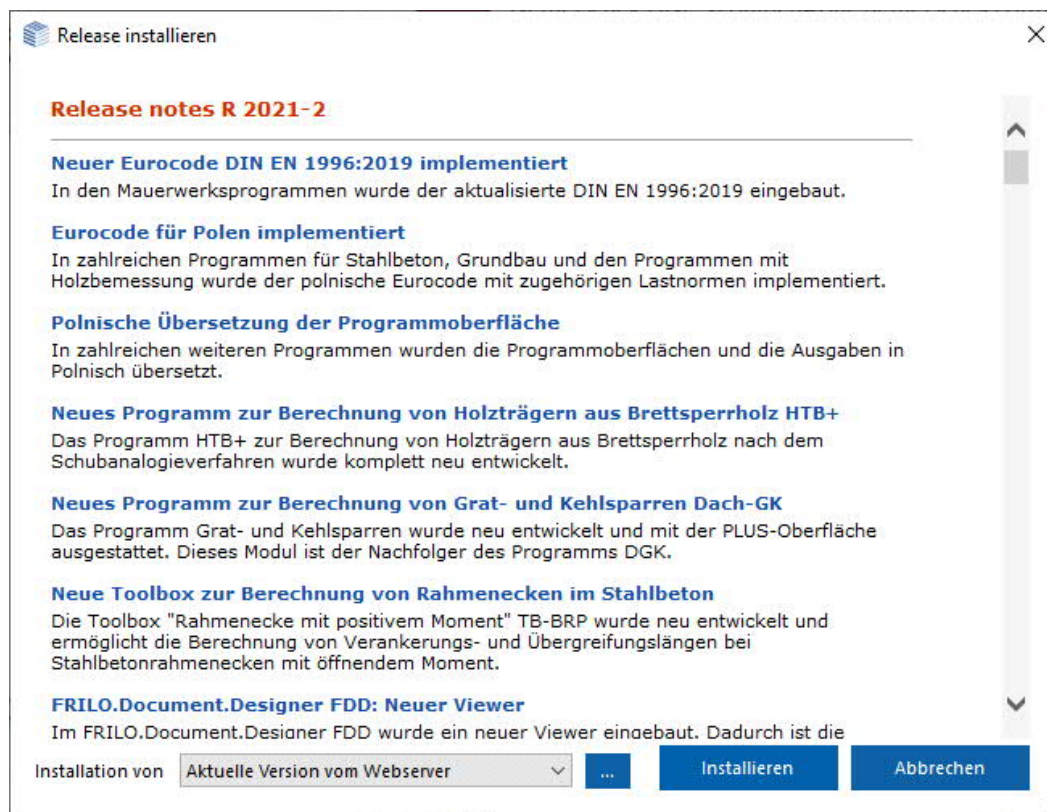 Release installieren
Release notes R 2021-2
Neuer Eurocode DIN EN 1996:2019 implementiert
In den Mauerwerksprogrammen wurde der aktualisierte DIN EN 1996:2019 eingebaut.
Eurocode für Polen implementiert
In zahlreichen Programmen für Stahlbeton, Grundbau und den Programmen mit
Holzbemessung wurde der polnische Eurocode mit zugehörigen Lastnormen implementiert.
Polnische Übersetzung der Programmoberfläche
In zahlreichen weiteren Programmen wurden die Programmoberflächen und die Ausgaben in
Polnisch übersetzt.
Neues Programm zur Berechnung von Holzträgern aus Brettsperrholz HTB+
Das Programm HTB+ zur Berechnung von Holzträgern aus Brettsperrholz nach dem
Schubanalogieverfahren wurde komplett neu entwickelt.
Neues Programm zur Berechnung von Grat- und Kehlsparren Dach-GK
Das Programm Grat- und Kehlsparren wurde neu entwickelt und mit der PLUS-Oberfläche
ausgestattet. Dieses Modul ist der Nachfolger des Programms DGK.
Neue Toolbox zur Berechnung von Rahmenecken im Stahlbeton
Die Toolbox "Rahmenecke mit positivem Moment" TB-BRP wurde neu entwickelt und
ermöglicht die Berechnung von Verankerungs- und Übergreifungslängen bei
Stahlbetonrahmenecken mit öffnendem Moment.
FRILO.Document.Designer FDD: Neuer Viewer
Im FRILO.Document.Designer FDD wurde ein neuer Viewer eingebaut. Dadurch ist die
Installation von Aktuelle Version vom Webserver ... Installieren Abbrechen